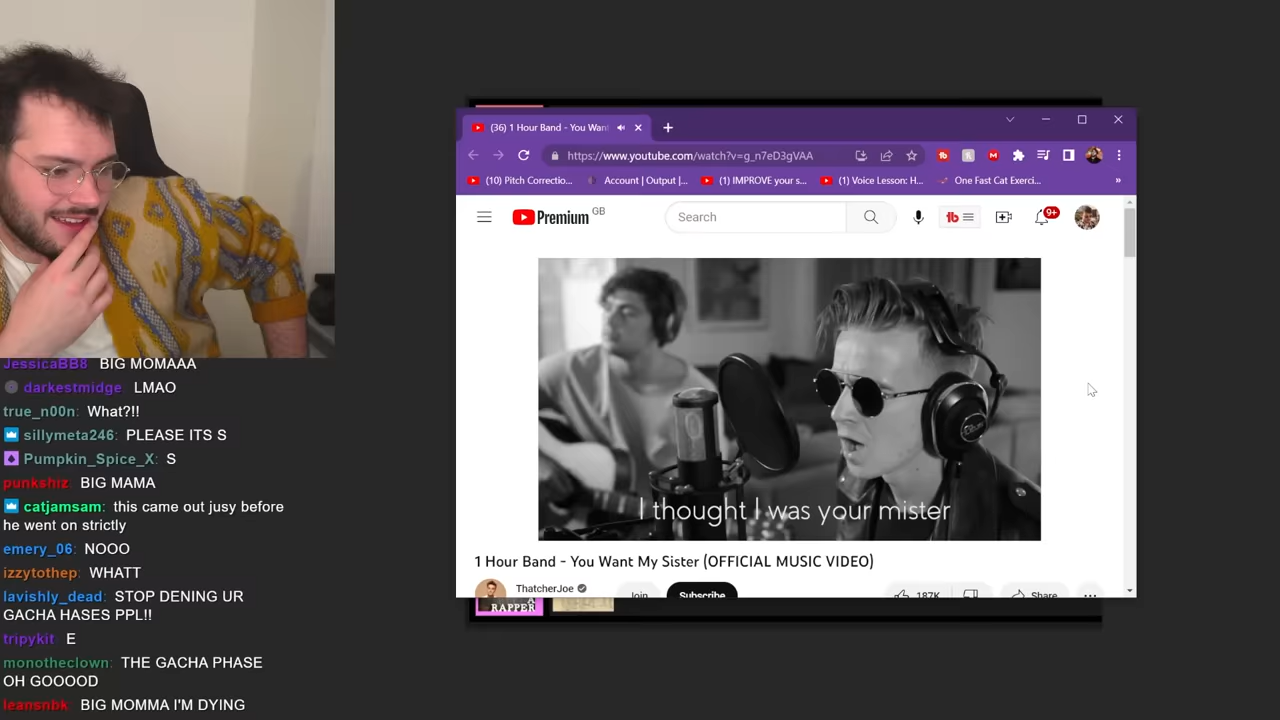 (36) 1 Hour Band - You Want
https://www.youtube.com/watch?v=g_n7eD3gVAA
(10) Pitch Correctio...
Account | Output |...
(1) IMPROVE your s...
(1) Voice Lesson: H...
One Fast Cat Exerci...
»
Premium GB
Search
9+
I thought I was your mister
1 Hour Band - You Want My Sister (OFFICIAL MUSIC VIDEO)
ThatcherJoe
Join
Subscribe
187K
Share
RAPPER
JessicaBB8 BIG MOMAAA
darkestmidge LMAO
true_n00n: What?!!
sillymeta246: PLEASE ITS S
Pumpkin_Spice_X: S
punkshiz: BIG MAMA
catjamsam: this came out jusy before
he went on strictly
emery_06: NOOO
izzytothep: WHATT
lavishly_dead: STOP DENING UR
GACHA HASES PPL!!
tripykit E
monotheclown: THE GACHA PHASE
OH GOOOOD
leansnbk: BIG MOMMA I'M DYING